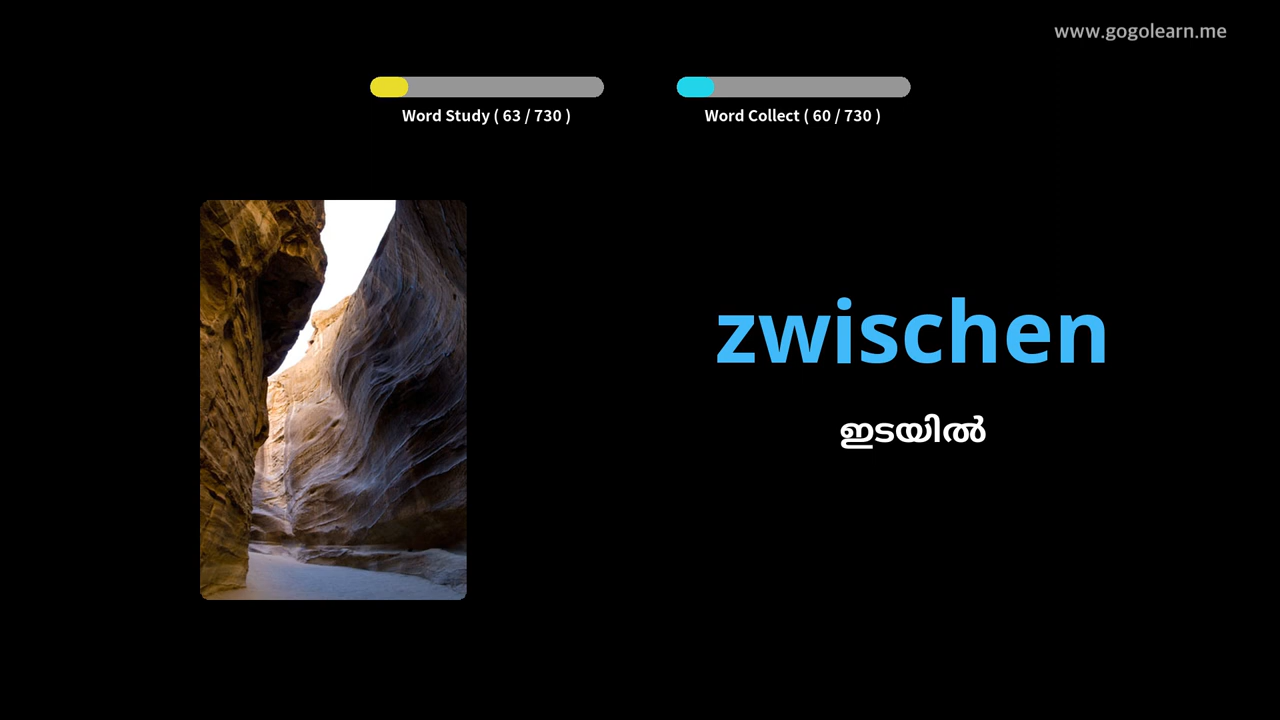 www.gogolearn.me
Word Study ( 63 / 730 )
Word Collect ( 60 / 730 )
zwischen
ഇടയിൽ